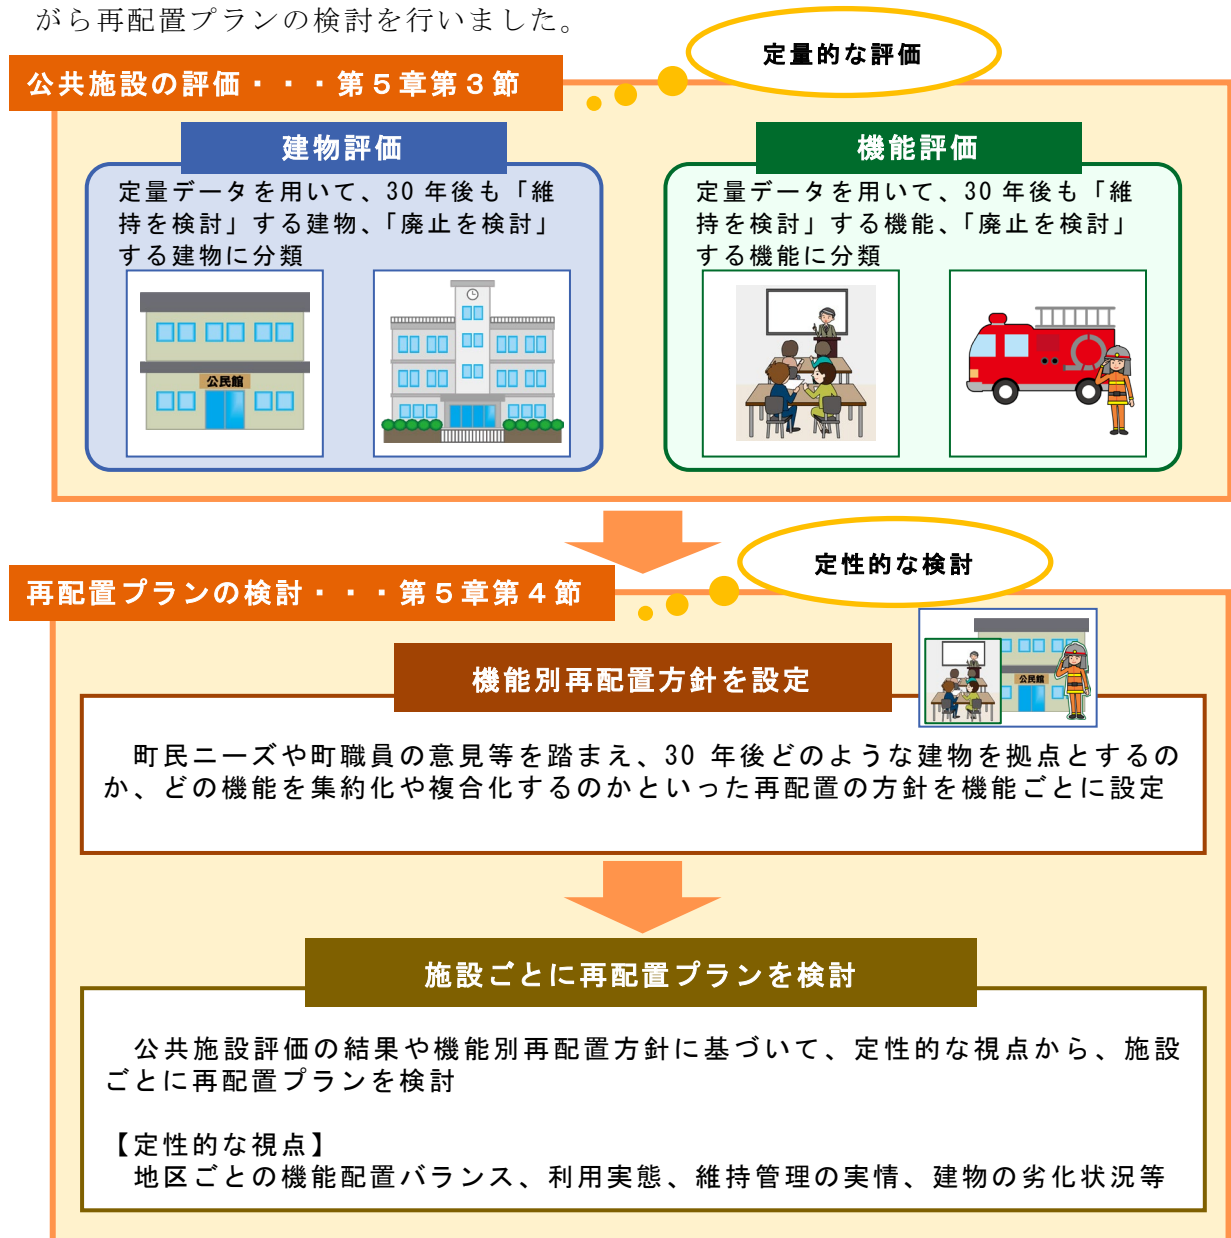 がら再配置プランの検討を行いました。
定量的な評価
公共施設の評価・・・第５章第３節
建物評価
定量データを用いて、30 年後も「維
持を検討」する建物、「廃止を検討」
する建物に分類
公民館
機能評価
定量データを用いて、30 年後も「維
持を検討」する機能、「廃止を検討」
する機能に分類
定性的な検討
再配置プランの検討・・・第５章第４節
機能別再配置方針を設定
公民館
町民ニーズや町職員の意見等を踏まえ、30 年後どのような建物を拠点とするの
か、どの機能を集約化や複合化するのかといった再配置の方針を機能ごとに設定
施設ごとに再配置プランを検討
公共施設評価の結果や機能別再配置方針に基づいて、定性的な視点から、施設
ごとに再配置プランを検討
【定性的な視点】
地区ごとの機能配置バランス、利用実態、維持管理の実情、建物の劣化状況等